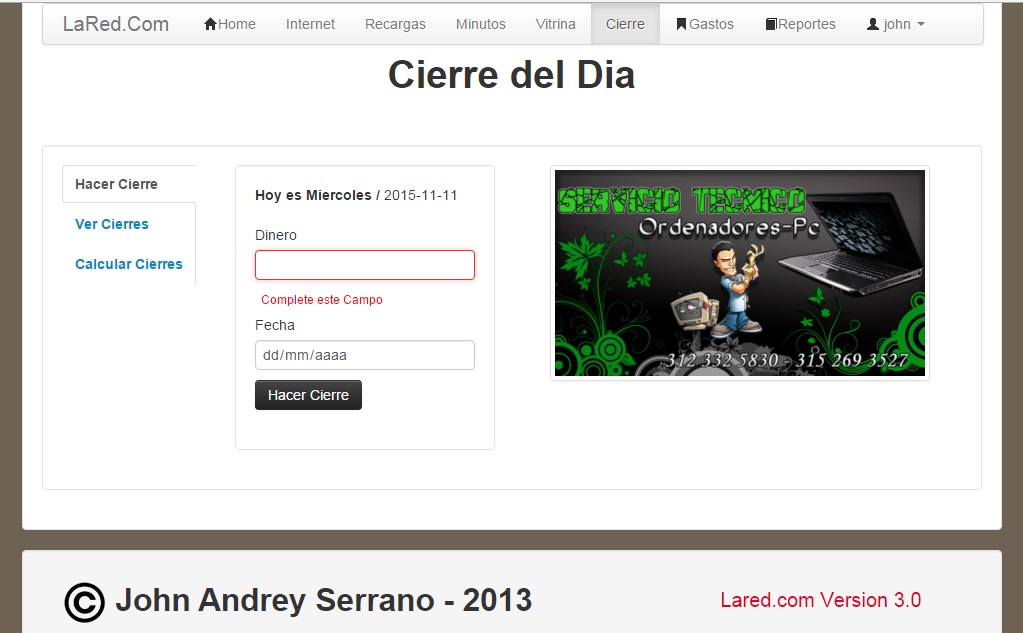 LaRed.Com Home Internet Recargas Minutos Vitrina Cierre Gastos Reportes john
Cierre del Dia
Hacer Cierre
Ver Cierres
Calcular Cierres
Hoy es Miercoles / 2015-11-11
Dinero
Complete este Campo
Fecha
dd/mm/aaaa
Hacer Cierre
SERVICIO TECNICO
Ordenadores-Pc
312 332 5830 - 315 269 3527
© John Andrey Serrano - 2013
Lared.com Version 3.0